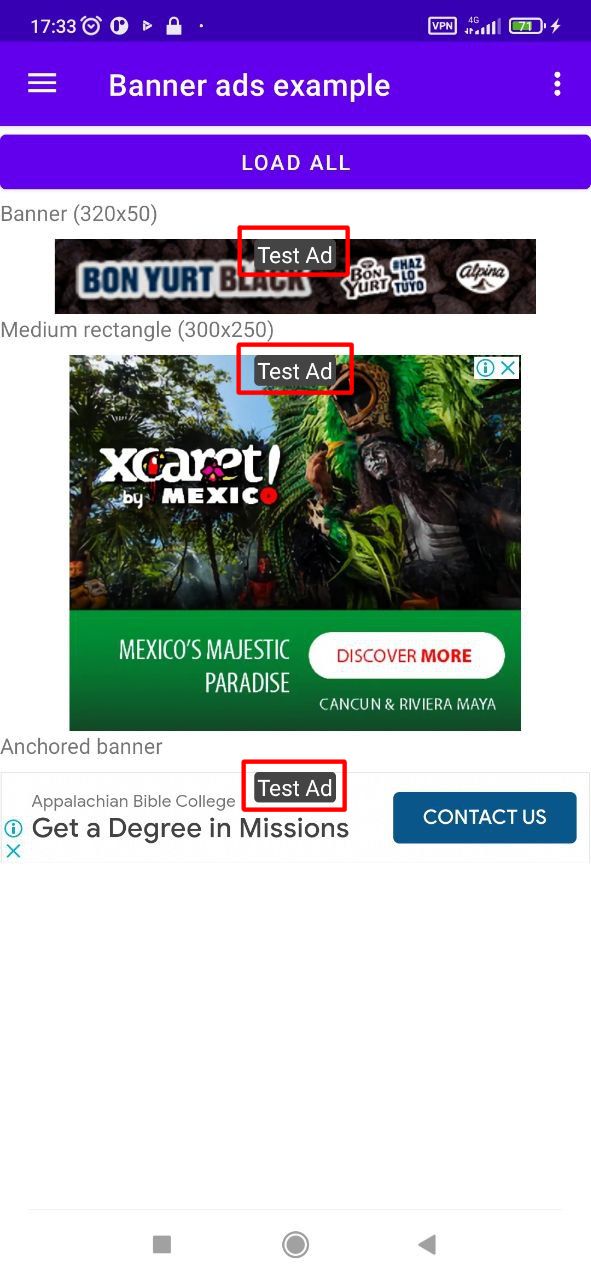 17:33
VPN 4G 71
Banner ads example
LOAD ALL
Banner (320x50)
Test Ad
BON YURT BLACK
BON YURT
#HAZ
LO
TUYO
Alpina
Medium rectangle (300x250)
Test Ad
xcaret!
by MEXICO
MEXICO'S MAJESTIC
PARADISE
DISCOVER MORE
CANCUN & RIVIERA MAYA
Anchored banner
Test Ad
Appalachian Bible College
Get a Degree in Missions
CONTACT US